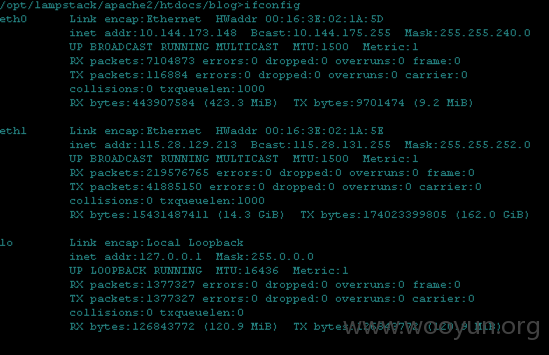 /opt/lampstack/apache2/htdocs/blog>ifconfig
eth0 Link encap:Ethernet HWaddr 00:16:3E:02:1A:5D
inet addr:10.144.173.148 Bcast:10.144.175.255 Mask:255.255.240.0
UP BROADCAST RUNNING MULTICAST MTU:1500 Metric:1
RX packets:7104873 errors:0 dropped:0 overruns:0 frame:0
TX packets:116884 errors:0 dropped:0 overruns:0 carrier:0
collisions:0 txqueuelen:1000
RX bytes:443907584 (423.3 MiB) TX bytes:9701474 (9.2 MiB)
eth1 Link encap:Ethernet HWaddr 00:16:3E:02:1A:5E
inet addr:115.28.129.213 Bcast:115.28.131.255 Mask:255.255.252.0
UP BROADCAST RUNNING MULTICAST MTU:1500 Metric:1
RX packets:219576765 errors:0 dropped:0 overruns:0 frame:0
TX packets:41885150 errors:0 dropped:0 overruns:0 carrier:0
collisions:0 txqueuelen:1000
RX bytes:15431487411 (14.3 GiB) TX bytes:174023399805 (162.0 GiB)
lo Link encap:Local Loopback
inet addr:127.0.0.1 Mask:255.0.0.0
UP LOOPBACK RUNNING MTU:16436 Metric:1
RX packets:1377327 errors:0 dropped:0 overruns:0 frame:0
TX packets:1377327 errors:0 dropped:0 overruns:0 carrier:0
collisions:0 txqueuelen:0
RX bytes:126843772 (120.9 MiB) TX bytes:126843772 (120.9 MiB)
www.wooyun.org